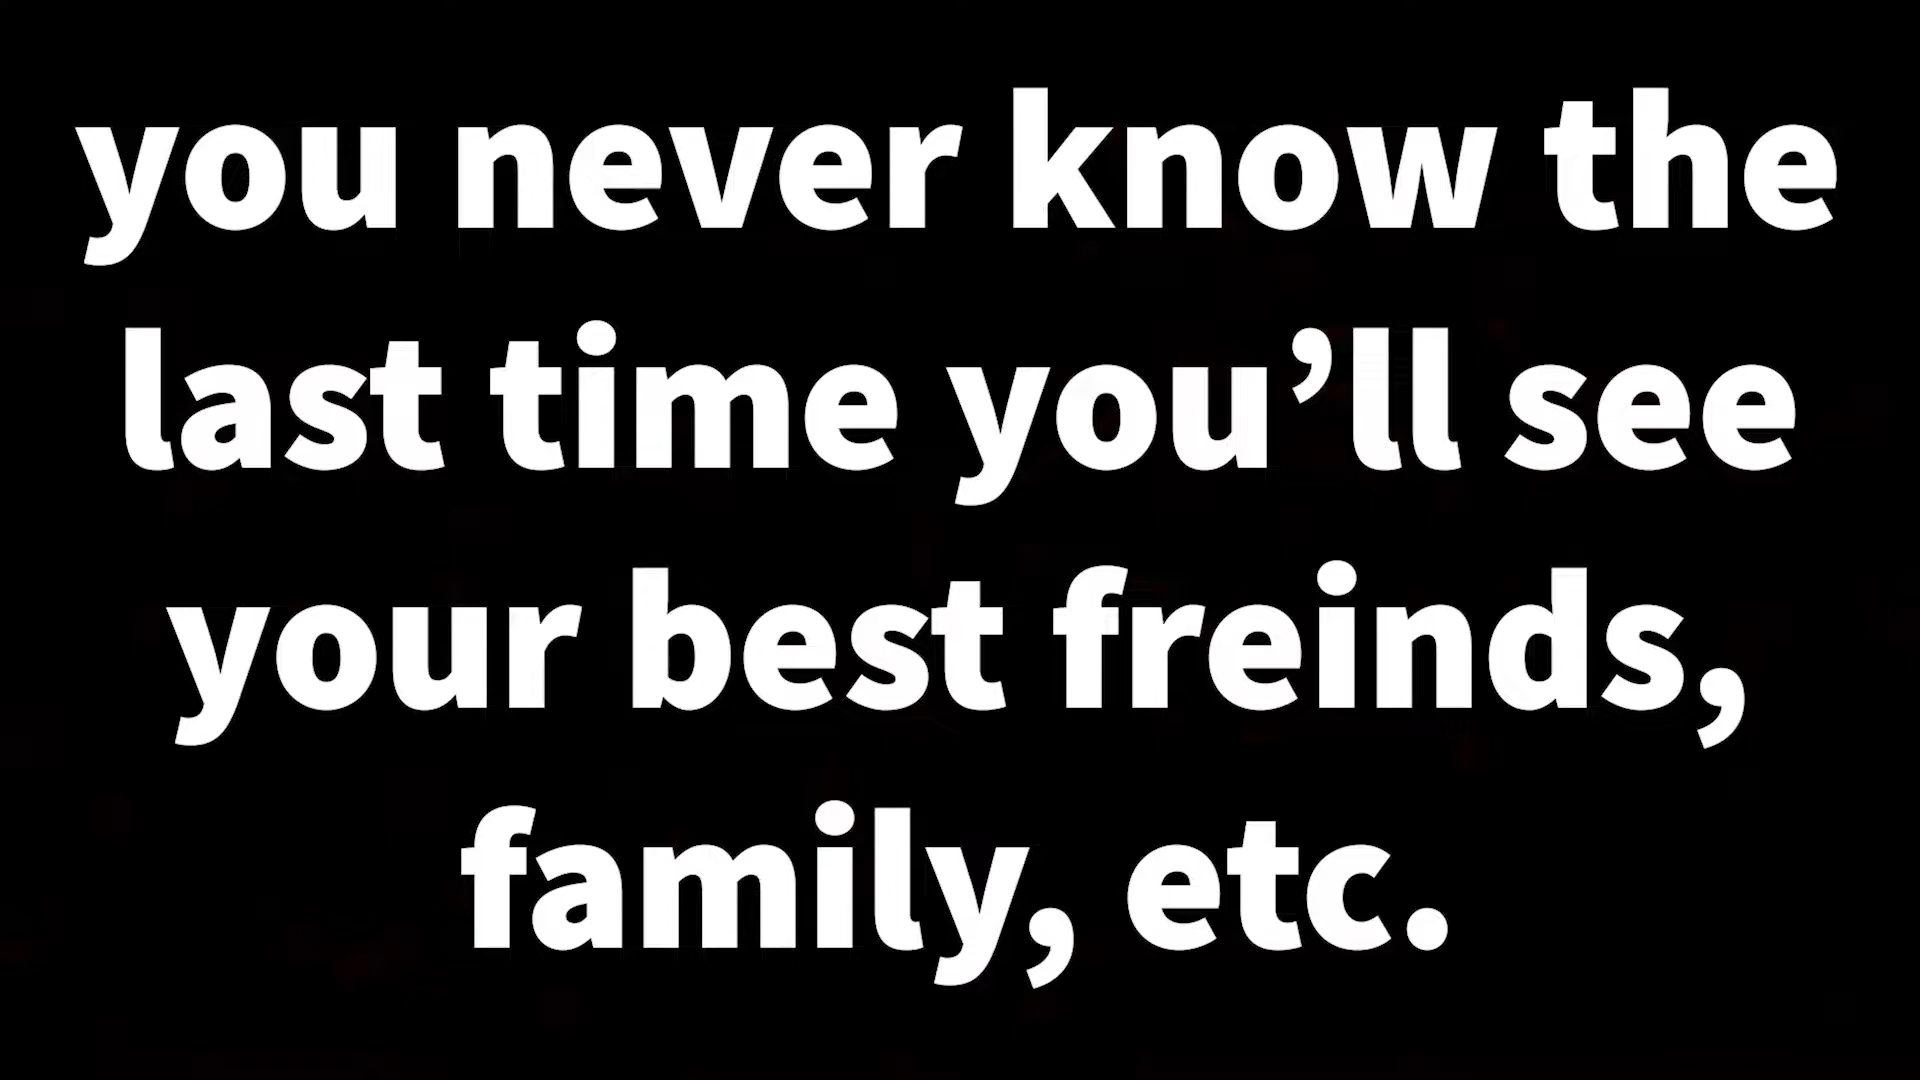 you never know the
last time you’ll see
your best freinds,
family, etc.